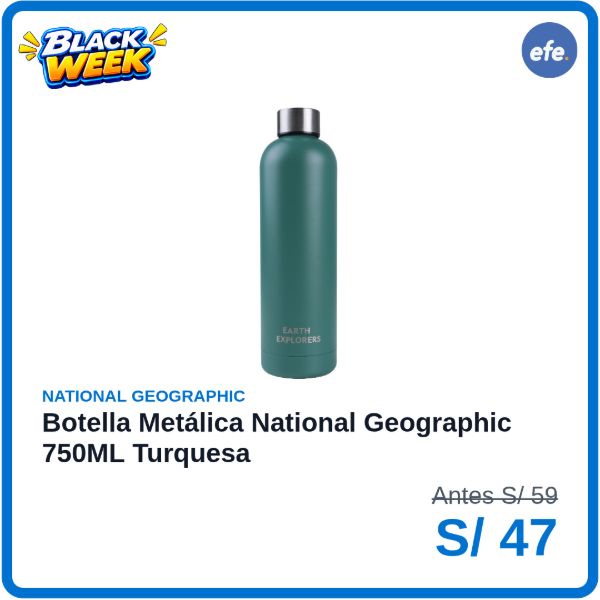 BLACK
WEEK
efe.
EARTH
EXPLORERS
NATIONAL GEOGRAPHIC
Botella Metálica National Geographic
750ML Turquesa
Antes S/ 59
S/ 47